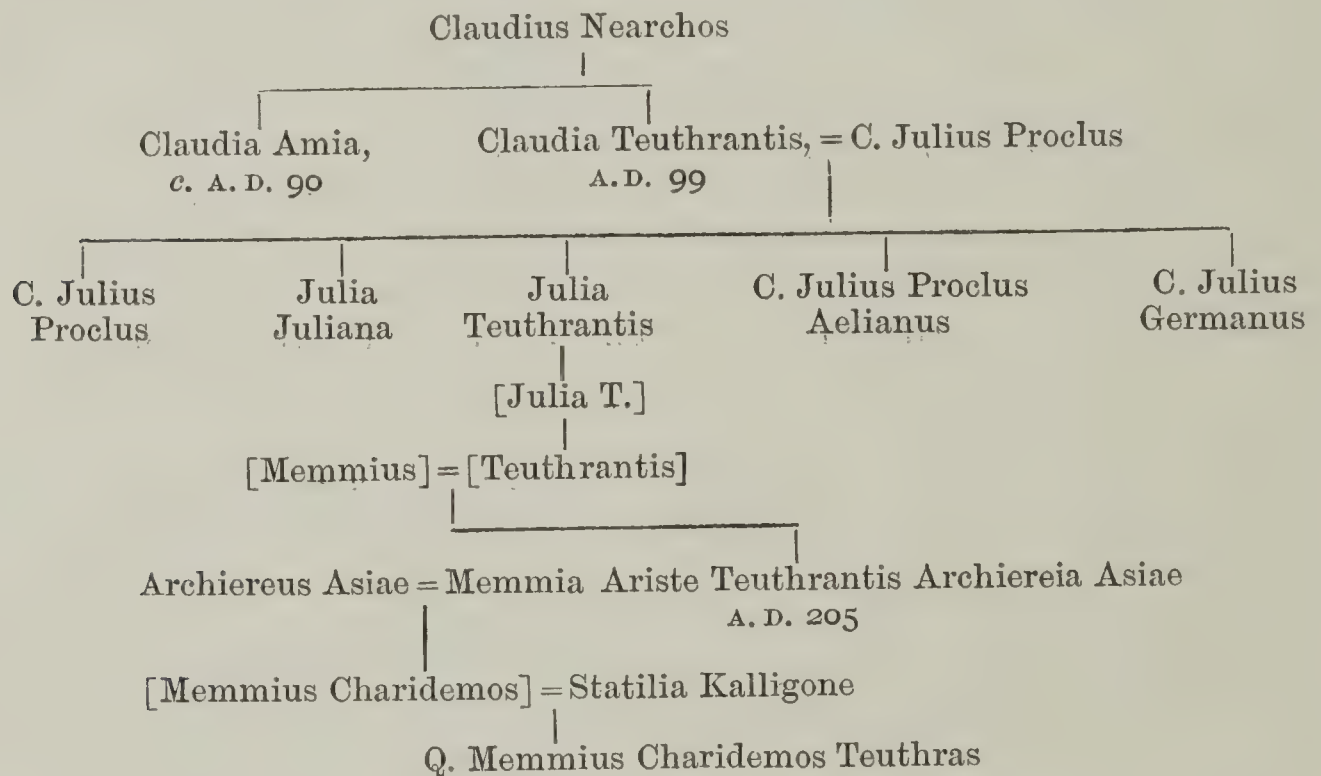 Claudius Nearchos
Claudia Amia, Claudia Teuthrantis, = C. Julius Proclus
c. A. D. 90 A. D. 99
C. Julius Julia Julia C. Julius Proclus C. Julius
Proclus Juliana Teuthrantis Aelianus Germanus
[Julia T.]
[Memmius] = [Teuthrantis]
Archiereus Asiae = Memmia Ariste Teuthrantis Archiereia Asiae
A. D. 205
[Memmius Charidemos] = Statilia Kalligone
Q. Memmius Charidemos Teuthras